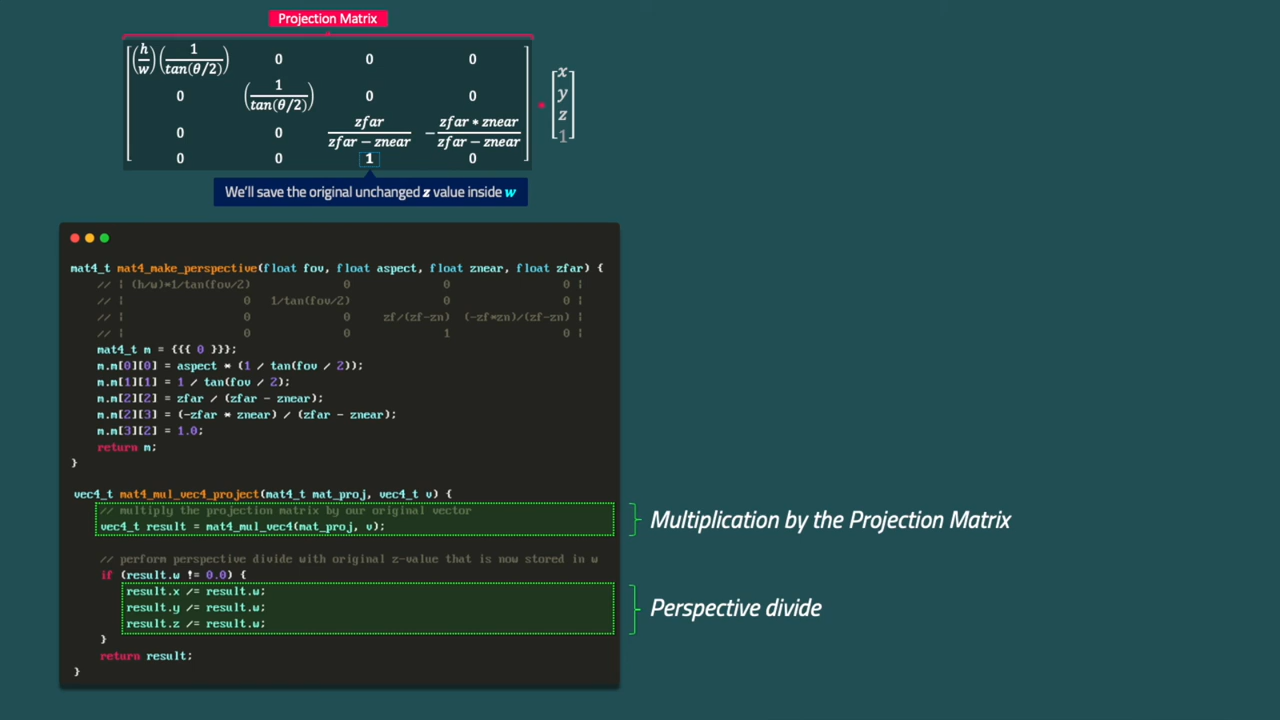 Projection Matrix
(h/w)(1/tan(θ/2)) 0 0 0
0 (1/tan(θ/2)) 0 0
0 0 zfar/zfar − znear −zfar * znear/zfar − znear
0 0 1 0
x
y
z
1
We'll save the original unchanged z value inside w
mat4_t mat4_make_perspective(float fov, float aspect, float znear, float zfar) {
// | (h/w)*1/tan(fov/2) 0 0 0 |
// | 0 1/tan(fov/2) 0 0 |
// | 0 0 zf/(zf-zn) (-zf*zn)/(zf-zn) |
// | 0 0 1 0 |
mat4_t m = {{{ 0 }}};
m.m[0][0] = aspect * (1 / tan(fov / 2));
m.m[1][1] = 1 / tan(fov / 2);
m.m[2][2] = zfar / (zfar - znear);
m.m[2][3] = (-zfar * znear) / (zfar - znear);
m.m[3][2] = 1.0;
return m;
}
vec4_t mat4_mul_vec4_project(mat4_t mat_proj, vec4_t v) {
// multiply the projection matrix by our original vector
vec4_t result = mat4_mul_vec4(mat_proj, v);
Multiplication by the Projection Matrix
// perform perspective divide with original z-value that is now stored in w
if (result.w != 0.0) {
result.x /= result.w;
result.y /= result.w;
result.z /= result.w;
Perspective divide
}
return result;
}